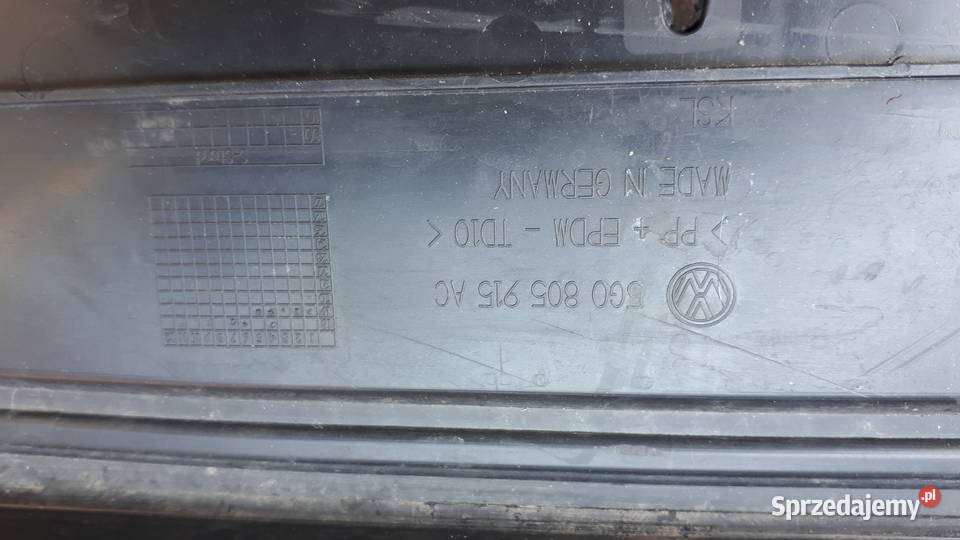 5G0 805 915 AC
> PP + EPDM - TD10 <
MADE IN GERMANY
KSL
Sprzedajemy.pl